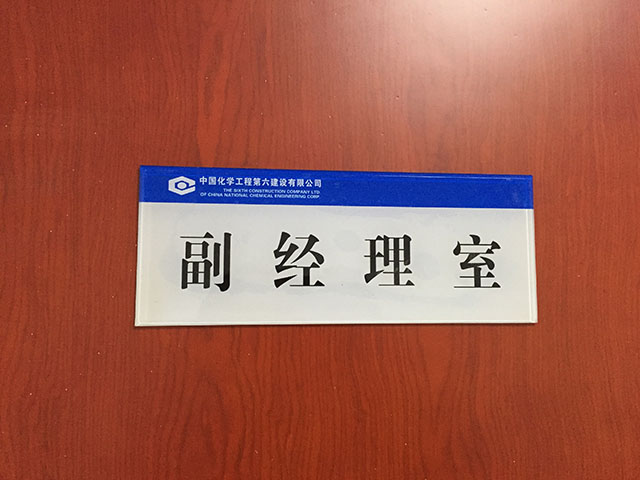 中国化学工程第六建设有限公司
THE SIXTH CONSTRUCTION COMPANY LTD.
OF CHINA NATIONAL CHEMICAL ENGINEERING CORP.
副经理室